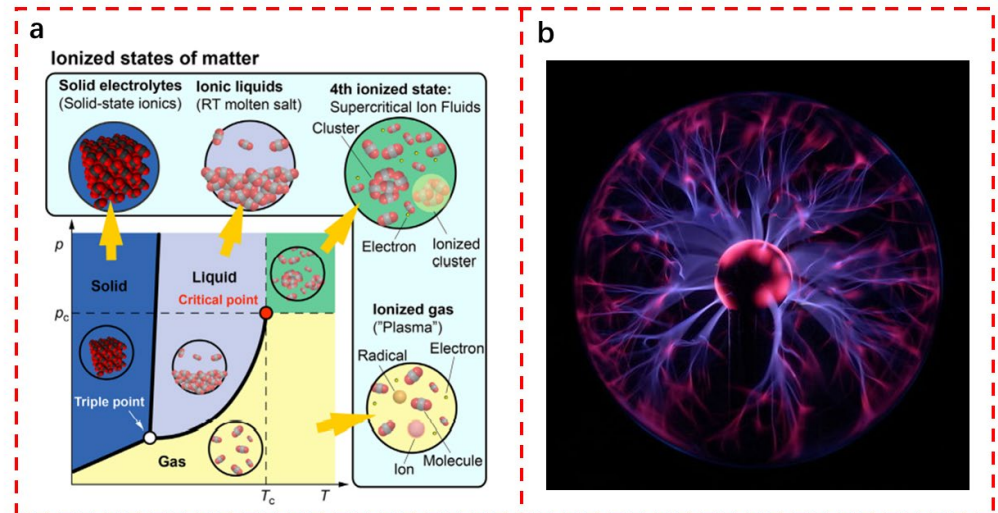 a
Ionized states of matter
Solid electrolytes
(Solid-state ionics)
Ionic liquids
(RT molten salt)
4th ionized state:
Supercritical Ion Fluids
Cluster
Electron
Ionized
cluster
p
Solid
Liquid
Critical point
pc
Triple point
Gas
Tc
T
Ionized gas
("Plasma")
Radical
Electron
Ion
Molecule
b